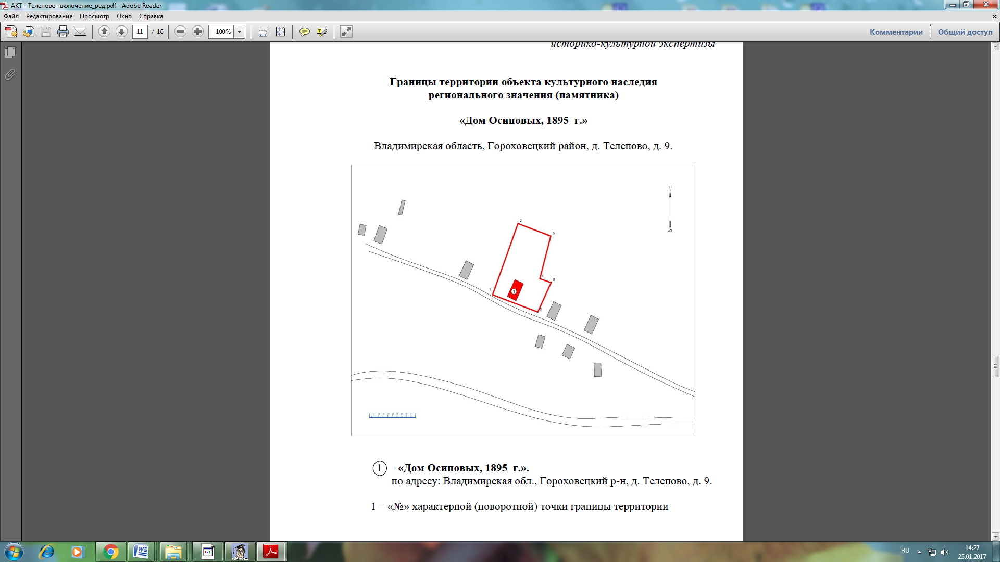 АКТ - Телепово -включение_ред.pdf - Adobe Reader
Файл Редактирование Просмотр Окно Справка
11 / 16 100% Комментарии Общий доступ
историко-культурной экспертизы
Границы территории объекта культурного наследия
регионального значения (памятника)
«Дом Осиповых, 1895 г.»
Владимирская область, Гороховецкий район, д. Телепово, д. 9.
С
Ю
2
3
4
5
1
1
6
1 - «Дом Осиповых, 1895 г.».
по адресу: Владимирская обл., Гороховецкий р-н, д. Телепово, д. 9.
1 – «№» характерной (поворотной) точки границы территории
RU 14:27
25.01.2017